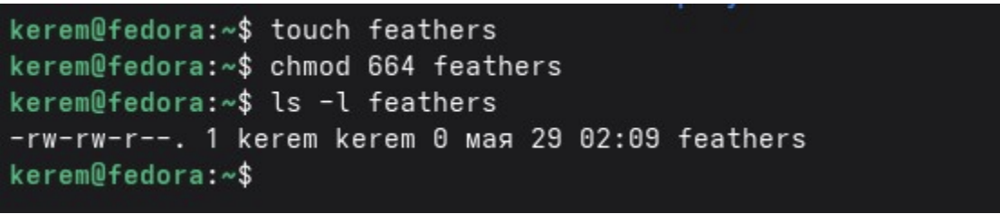 kerem@fedora:~$ touch feathers
kerem@fedora:~$ chmod 664 feathers
kerem@fedora:~$ ls -l feathers
-rw-rw-r--. 1 kerem kerem 0 мая 29 02:09 feathers
kerem@fedora:~$